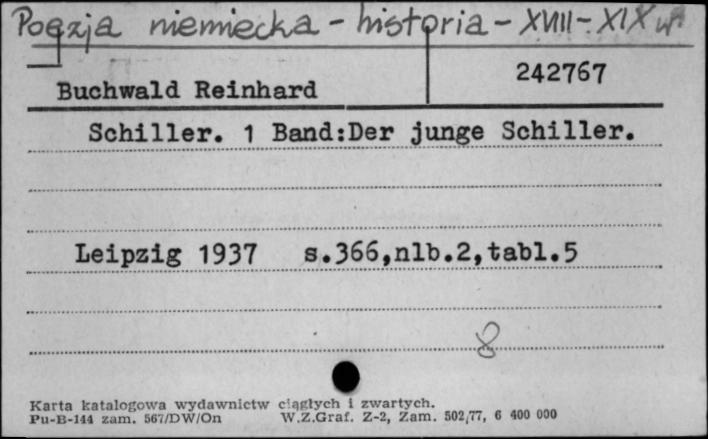 Poezja niemiecka - historia - XVIII - XIX w.
242767
Buchwald Reinhard
Schiller. 1 Band:Der junge Schiller.
Leipzig 1937 s.366,nlb.2,tabl.5
8
Karta katalogowa wydawnictw ciągłych i zwartych.
Pu-B-144 zam. 567/DW/On W.Z.Graf. Z-2, Zam. 502/77, 6 400 000